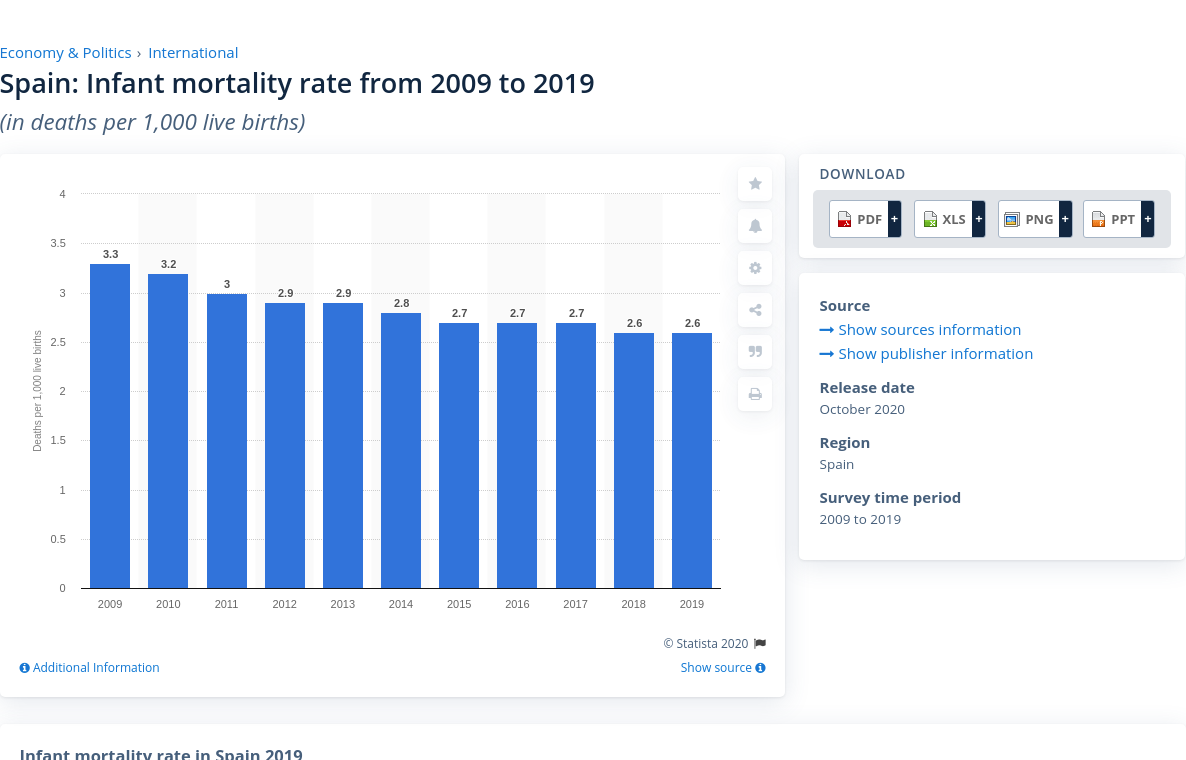 Economy & Politics › International
Spain: Infant mortality rate from 2009 to 2019
(in deaths per 1,000 live births)
DOWNLOAD
PDF + XLS + PNG + PPT +
Source
Show sources information
Show publisher information
Release date
October 2020
Region
Spain
Survey time period
2009 to 2019
Deaths per 1,000 live births
4
3.5
3
2.5
2
1.5
1
0.5
0
3.3 3.2 3 2.9 2.9 2.8 2.7 2.7 2.7 2.6 2.6
2009 2010 2011 2012 2013 2014 2015 2016 2017 2018 2019
© Statista 2020
Additional Information
Show source
Infant mortality rate in Spain 2019